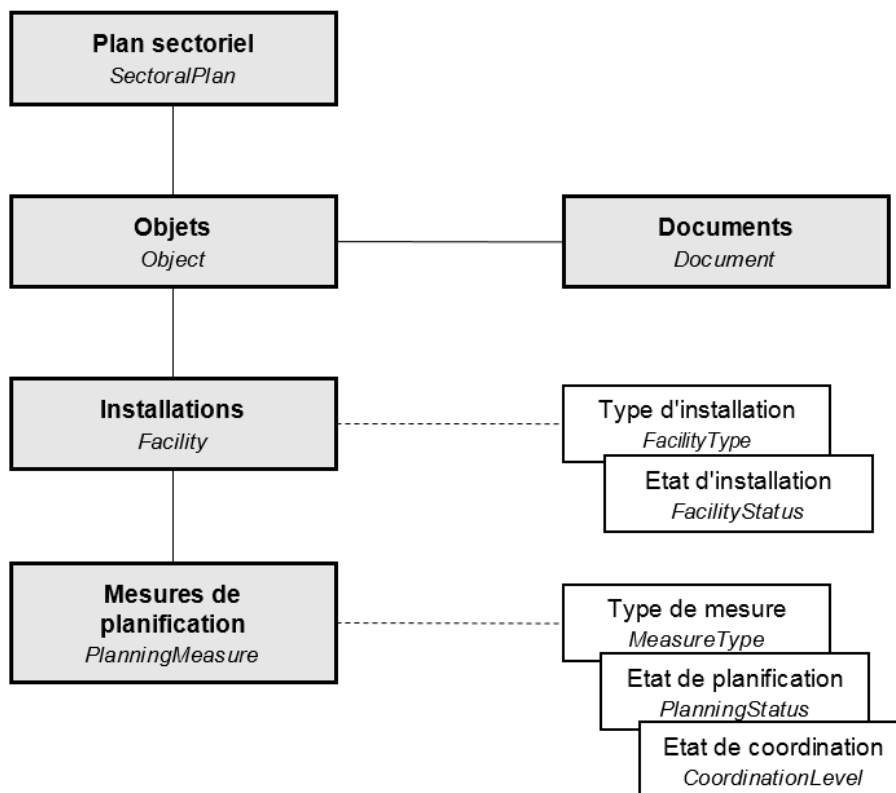 Plan sectoriel
SectoralPlan
Objets
Object
Documents
Document
Installations
Facility
Type d'installation
FacilityType
Etat d'installation
FacilityStatus
Mesures de
planification
PlanningMeasure
Type de mesure
MeasureType
Etat de planification
PlanningStatus
Etat de coordination
CoordinationLevel